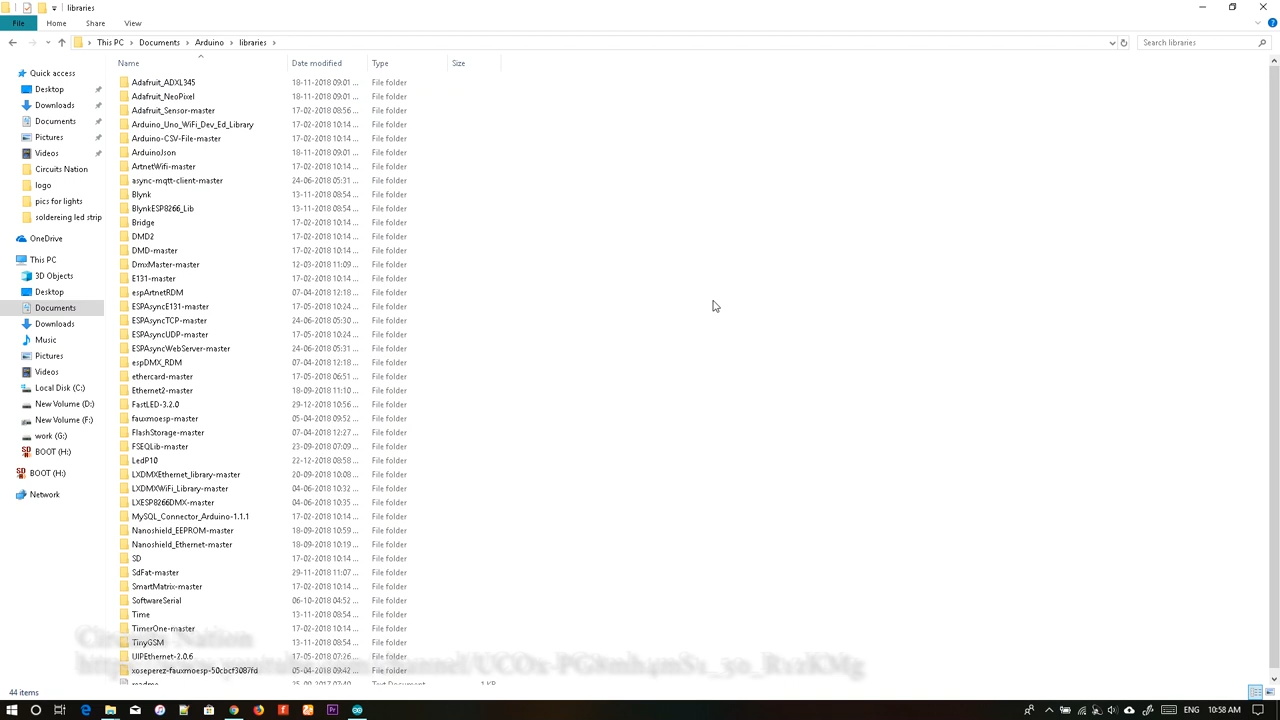 libraries
File Home Share View
This PC Documents Arduino libraries Search libraries
Name Date modified Type Size
Quick access
Desktop
Downloads
Documents
Pictures
Videos
Circuits Nation
logo
pics for lights
soldereing led strip
OneDrive
This PC
3D Objects
Desktop
Documents
Downloads
Music
Pictures
Videos
Local Disk (C:)
New Volume (D:)
New Volume (F:)
work (G:)
BOOT (H:)
BOOT (H:)
Network
Adafruit_ADXL345 18-11-2018 09:01 ... File folder
Adafruit_NeoPixel 18-11-2018 09:01 ... File folder
Adafruit_Sensor-master 17-02-2018 08:56 ... File folder
Arduino_Uno_WiFi_Dev_Ed_Library 17-02-2018 10:14 ... File folder
Arduino-CSV-File-master 17-02-2018 10:14 ... File folder
ArduinoJson 18-11-2018 09:01 ... File folder
ArtnetWifi-master 17-02-2018 10:14 ... File folder
async-mqtt-client-master 24-06-2018 05:31 ... File folder
Blynk 13-11-2018 08:54 ... File folder
BlynkESP8266_Lib 13-11-2018 08:54 ... File folder
Bridge 17-02-2018 10:14 ... File folder
DMD2 17-02-2018 10:14 ... File folder
DMD-master 17-02-2018 10:14 ... File folder
DmxMaster-master 12-03-2018 11:09 ... File folder
E131-master 17-02-2018 10:14 ... File folder
espArtnetRDM 07-04-2018 12:18 ... File folder
ESPAsyncE131-master 17-05-2018 10:24 ... File folder
ESPAsyncTCP-master 24-06-2018 05:30 ... File folder
ESPAsyncUDP-master 17-05-2018 10:24 ... File folder
ESPAsyncWebServer-master 24-06-2018 05:31 ... File folder
espDMX_RDM 07-04-2018 12:18 ... File folder
ethercard-master 17-05-2018 06:51 ... File folder
Ethernet2-master 18-09-2018 11:10 ... File folder
FastLED-3.2.0 29-12-2018 10:56 ... File folder
fauxmoesp-master 05-04-2018 09:52 ... File folder
FlashStorage-master 07-04-2018 12:27 ... File folder
FSEQLib-master 23-09-2018 07:09 ... File folder
LedP10 22-12-2018 08:58 ... File folder
LXDMXEthernet_library-master 20-09-2018 10:08 ... File folder
LXDMXWiFi_Library-master 04-06-2018 10:32 ... File folder
LXESP8266DMX-master 04-06-2018 10:35 ... File folder
MySQL_Connector_Arduino-1.1.1 17-02-2018 10:14 ... File folder
Nanoshield_EEPROM-master 18-09-2018 10:59 ... File folder
Nanoshield_Ethernet-master 18-09-2018 10:19 ... File folder
SD 17-02-2018 10:14 ... File folder
SdFat-master 29-11-2018 11:07 ... File folder
SmartMatrix-master 17-02-2018 10:14 ... File folder
SoftwareSerial 06-10-2018 04:52 ... File folder
Time 13-11-2018 08:54 ... File folder
TimerOne-master 17-02-2018 10:14 ... File folder
TinyGSM 13-11-2018 08:54 ... File folder
UIPEthernet-2.0.6 17-05-2018 07:26 ... File folder
xoseperez-fauxmoesp-50cbcf3087fd 05-04-2018 09:42 ... File folder
readme 25-09-2017 07:49 ... Text Document 1 KB
44 items
ENG 10:58 AM